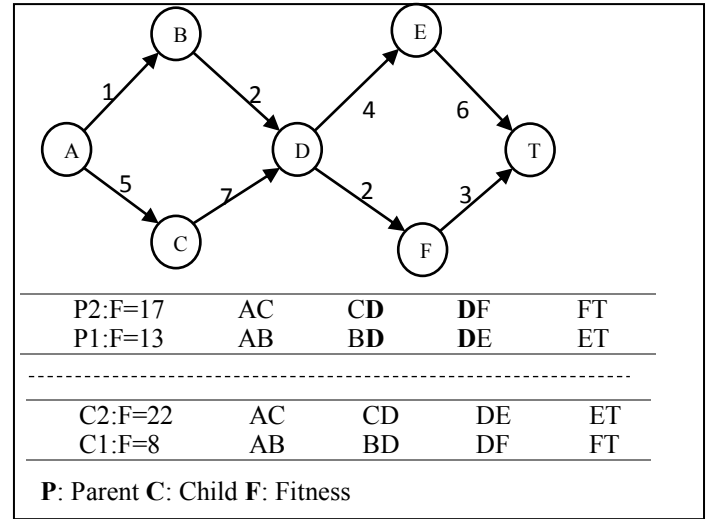 B
E
1
2
4
6
A
D
T
5
7
2
3
C
F
P2:F=17 AC CD DF FT
P1:F=13 AB BD DE ET
C2:F=22 AC CD DE ET
C1:F=8 AB BD DF FT
P: Parent C: Child F: Fitness